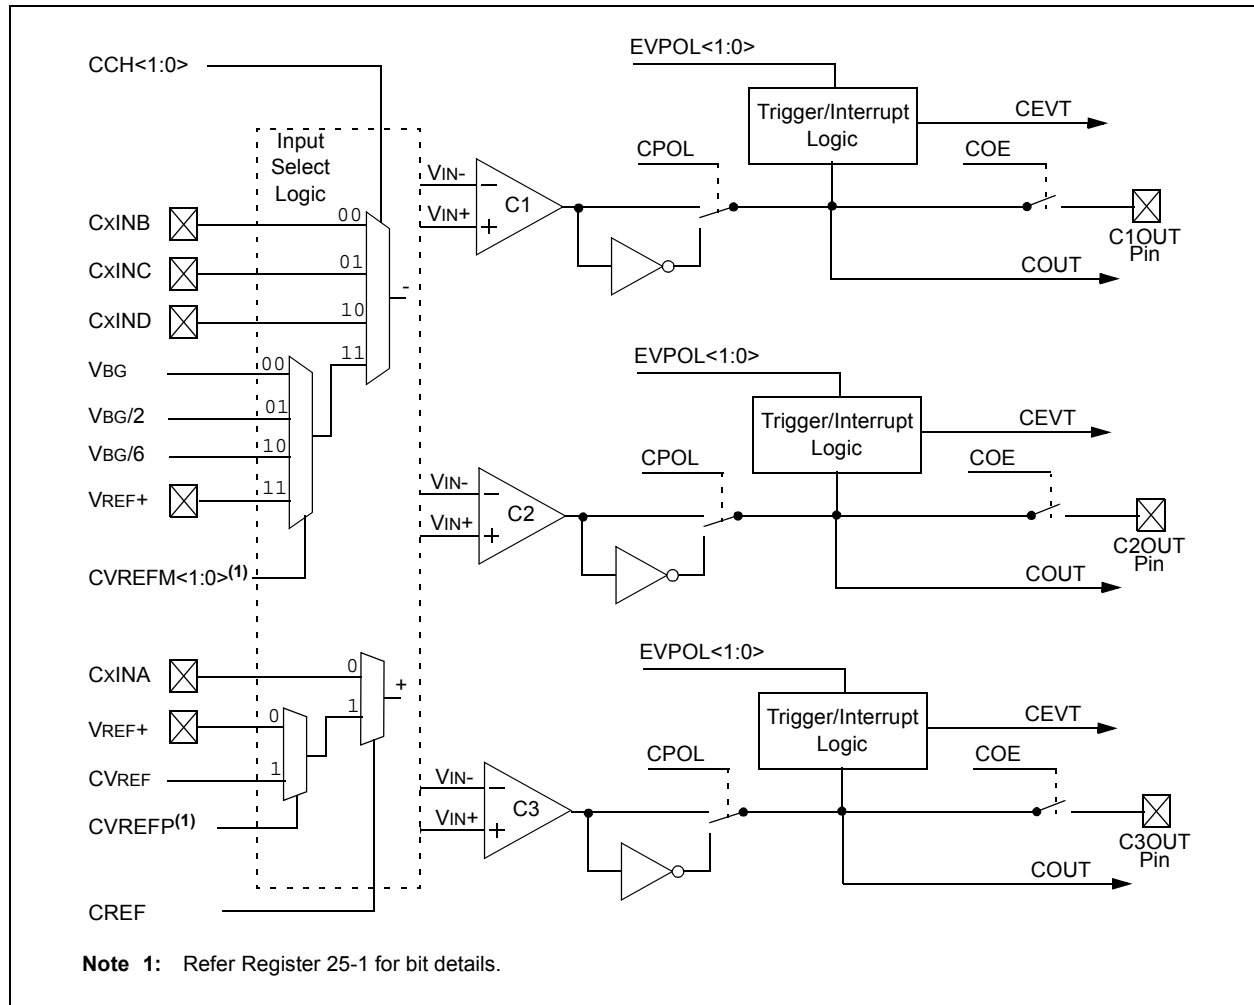 CCH<1:0>
Input
Select
Logic
CxINB
00
CxINC
01
CxIND
10
11
-
VBG
00
VBG/2
01
VBG/6
10
VREF+
11
CVREFM<1:0>(1)
CxINA
0
+
VREF+
1
0
CVREF
1
CVREFP(1)
CREF
EVPOL<1:0>
Trigger/Interrupt
Logic
CEVT
CPOL
COE
VIN-
VIN+
−
+
C1
C1OUT
Pin
COUT
EVPOL<1:0>
Trigger/Interrupt
Logic
CEVT
CPOL
COE
VIN-
VIN+
−
+
C2
C2OUT
Pin
COUT
EVPOL<1:0>
Trigger/Interrupt
Logic
CEVT
CPOL
COE
VIN-
VIN+
−
+
C3
C3OUT
Pin
COUT
Note 1: Refer Register 25-1 for bit details.